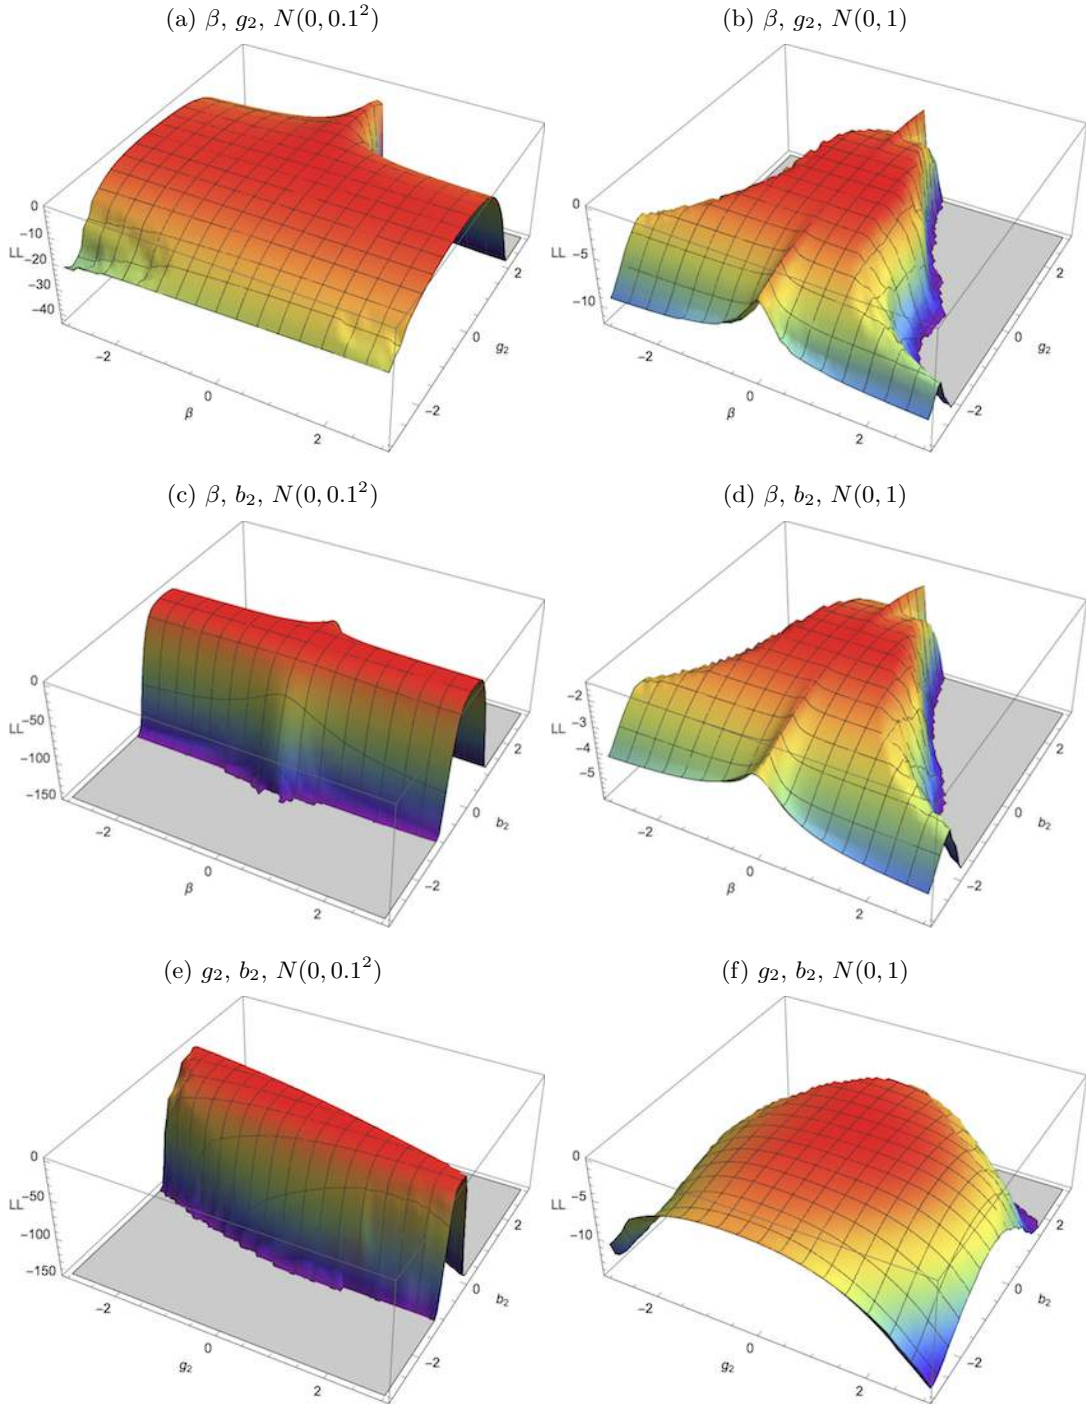 (a) β, g₂, N(0, 0.1²)
0
−10
LL
−20
−30
−40
−2
0
β
2
−2
0
g₂
2
(b) β, g₂, N(0, 1)
0
−5
LL
−10
−2
0
β
2
−2
0
g₂
2
(c) β, b₂, N(0, 0.1²)
0
−50
LL
−100
−150
−2
0
β
2
−2
0
b₂
2
(d) β, b₂, N(0, 1)
−2
−3
LL
−4
−5
−2
0
β
2
−2
0
b₂
2
(e) g₂, b₂, N(0, 0.1²)
0
−50
LL
−100
−150
−2
0
g₂
2
−2
0
b₂
2
(f) g₂, b₂, N(0, 1)
0
−5
LL
−10
−2
0
g₂
2
−2
0
b₂
2